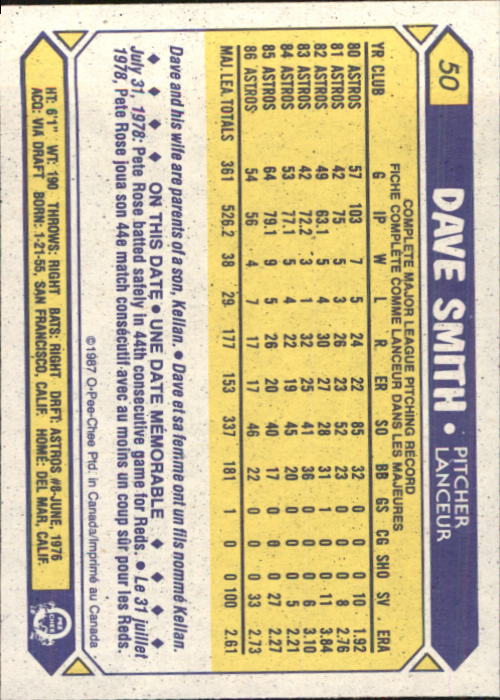 50
DAVE SMITH • PITCHER
LANCEUR
COMPLETE MAJOR LEAGUE PITCHING RECORD
FICHE COMPLÈTE COMME LANCEUR DANS LES MAJEURES
YR CLUB G IP W L R ER SO BB GS CG SHO SV ERA
80 ASTROS 57 103 7 5 24 22 85 32 0 0 0 10 1.92
81 ASTROS 42 75 5 3 26 23 52 23 0 0 0 8 2.76
82 ASTROS 49 63.1 5 4 30 27 28 31 1 0 0 11 3.84
83 ASTROS 42 72.2 3 1 32 25 41 36 0 0 0 6 3.10
84 ASTROS 53 77.1 5 4 22 19 45 20 0 0 0 5 2.21
85 ASTROS 64 79.1 9 5 26 20 40 17 0 0 0 27 2.27
86 ASTROS 54 56 4 7 17 17 46 22 0 0 0 33 2.73
MAJ. LEA. TOTALS 361 526.2 38 29 177 153 337 181 1 0 0 100 2.61
Dave and his wife are parents of a son, Kellan. • Dave et sa femme ont un fils nommé Kellan.
♦ ♦ ♦ ♦ ON THIS DATE • UNE DATE MÉMORABLE ♦ ♦ ♦ ♦
July 31, 1978: Pete Rose batted safely in 44th consecutive game for Reds. • Le 31 juillet
1978, Pete Rose joua son 44e match consécutif avec au moins un coup sûr pour les Reds.
©1987 O-Pee-Chee Ptd. in Canada/Imprimé au Canada
HT: 6'1" WT: 190 THROWS: RIGHT BATS: RIGHT DRFT: ASTROS #8-JUNE, 1976
ACQ: VIA DRAFT BORN: 1-21-55, SAN FRANCISCO, CALIF. HOME: DEL MAR, CALIF.
O
PEE
CHEE